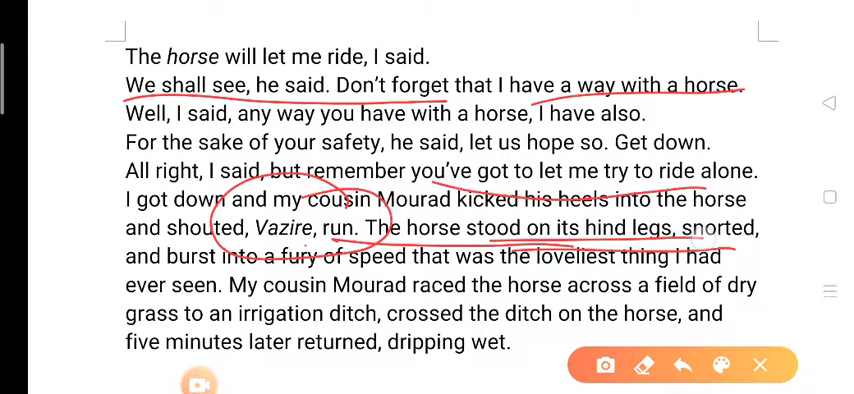 The horse will let me ride, I said.
We shall see, he said. Don't forget that I have a way with a horse.
Well, I said, any way you have with a horse, I have also.
For the sake of your safety, he said, let us hope so. Get down.
All right, I said, but remember you've got to let me try to ride alone.
I got down and my cousin Mourad kicked his heels into the horse
and shouted, Vazire, run. The horse stood on its hind legs, snorted,
and burst into a fury of speed that was the loveliest thing I had
ever seen. My cousin Mourad raced the horse across a field of dry
grass to an irrigation ditch, crossed the ditch on the horse, and
five minutes later returned, dripping wet.